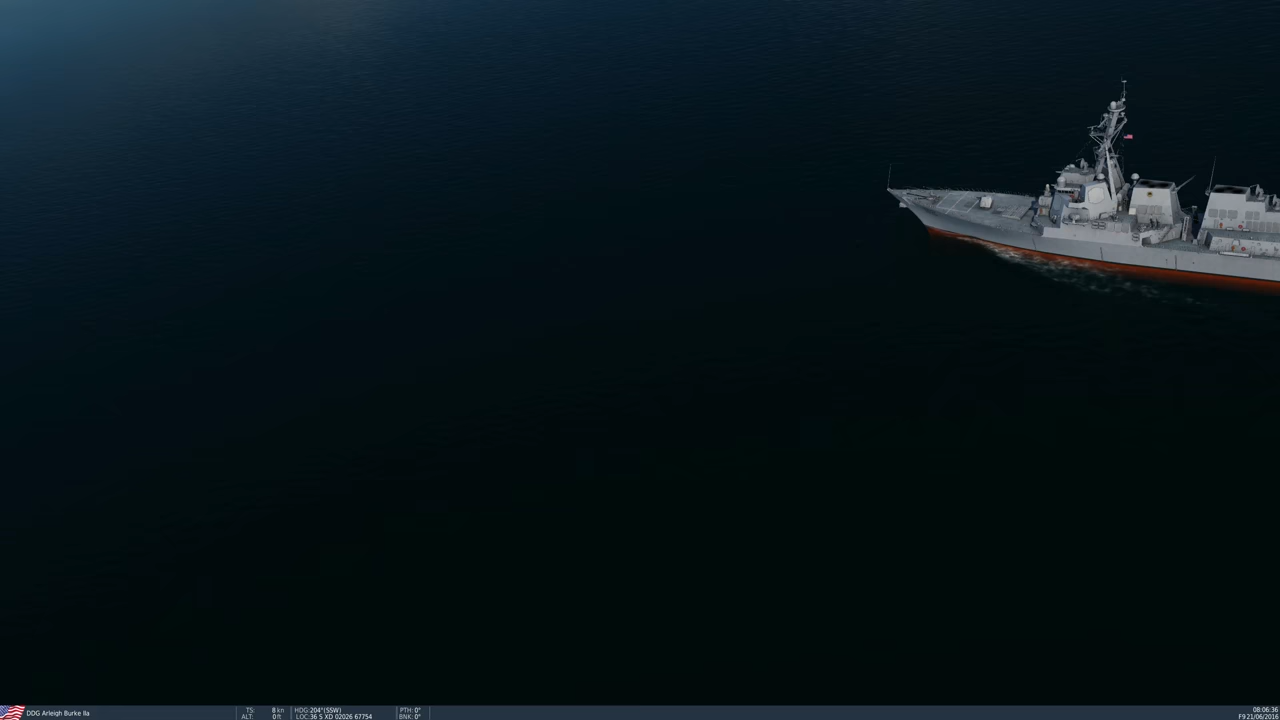 DDG Arleigh Burke IIa
TS: 8 kn
ALT: 0 ft
HDG: 204°(SSW)
LOC: 36 S XD 02026 67754
PTH: 0°
BNK: 0°
08:06:36
F9 21/06/2016